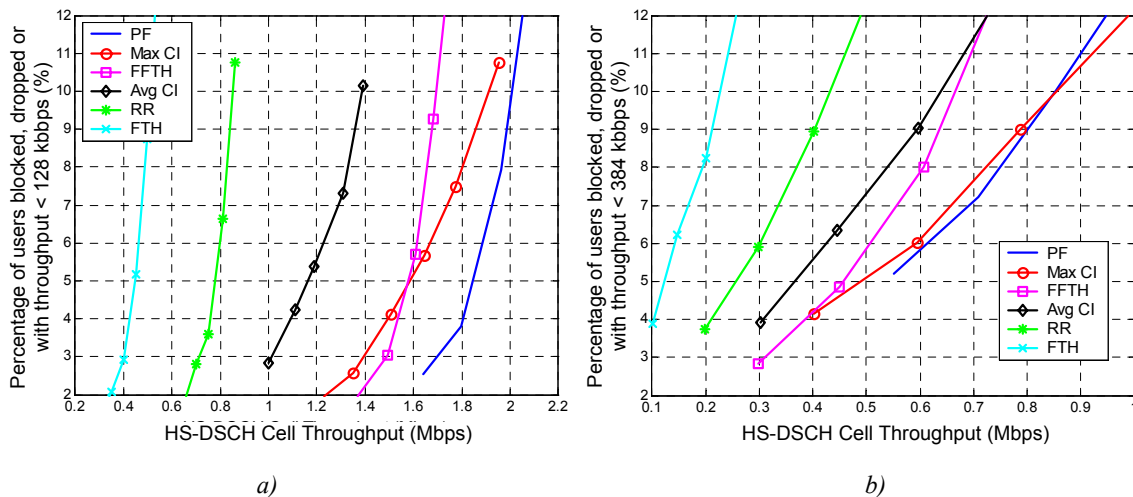 Percentage of users blocked, dropped or
with throughput < 128 kbbps (%)
12
11
10
9
8
7
6
5
4
3
2
PF
Max CI
FFTH
Avg CI
RR
FTH
0.2 0.4 0.6 0.8 1 1.2 1.4 1.6 1.8 2 2.2
HS-DSCH Cell Throughput (Mbps)
a)
Percentage of users blocked, dropped or
with throughput < 384 kbbps (%)
12
11
10
9
8
7
6
5
4
3
2
PF
Max CI
FFTH
Avg CI
RR
FTH
0.1 0.2 0.3 0.4 0.5 0.6 0.7 0.8 0.9 1
HS-DSCH Cell Throughput (Mbps)
b)